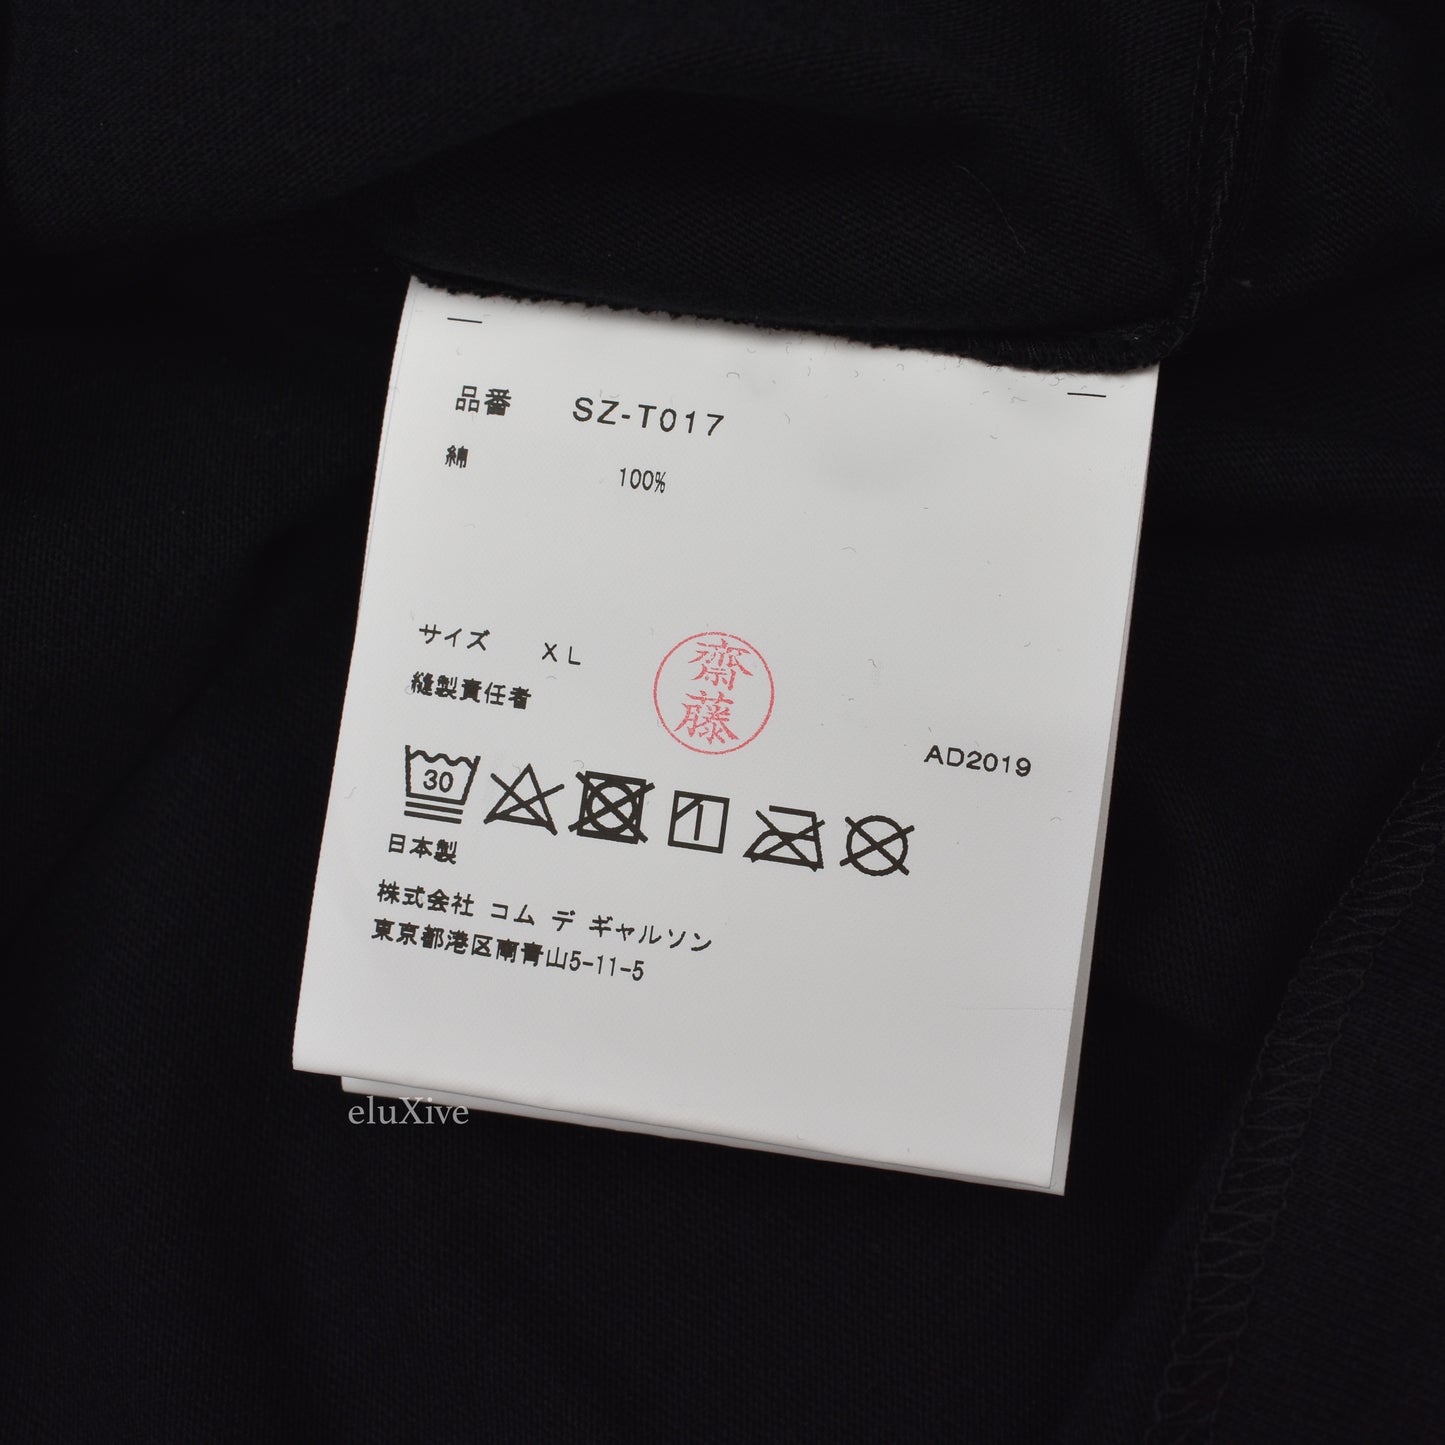 品番 SZ-T017
綿 100%
サイズ XL
縫製責任者
齋藤
AD2019
30
日本製
株式会社 コム デ ギャルソン
東京都港区南青山5-11-5
eluXive